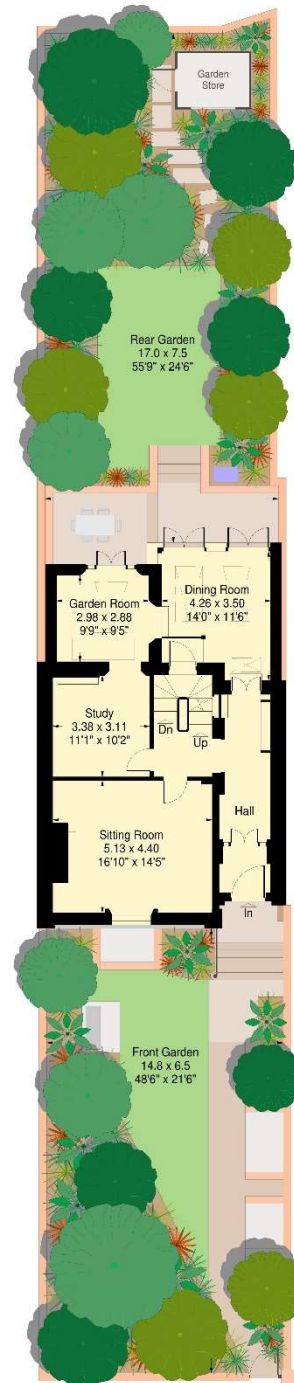 Garden
Store
Rear Garden
17.0 x 7.5
55'9" x 24'6"
Dining Room
4.26 x 3.50
14'0" x 11'6"
Garden Room
2.98 x 2.88
9'9" x 9'5"
Study
3.38 x 3.11
11'1" x 10'2"
Dn
Up
Hall
Sitting Room
5.13 x 4.40
16'10" x 14'5"
In
Front Garden
14.8 x 6.5
48'6" x 21'6"